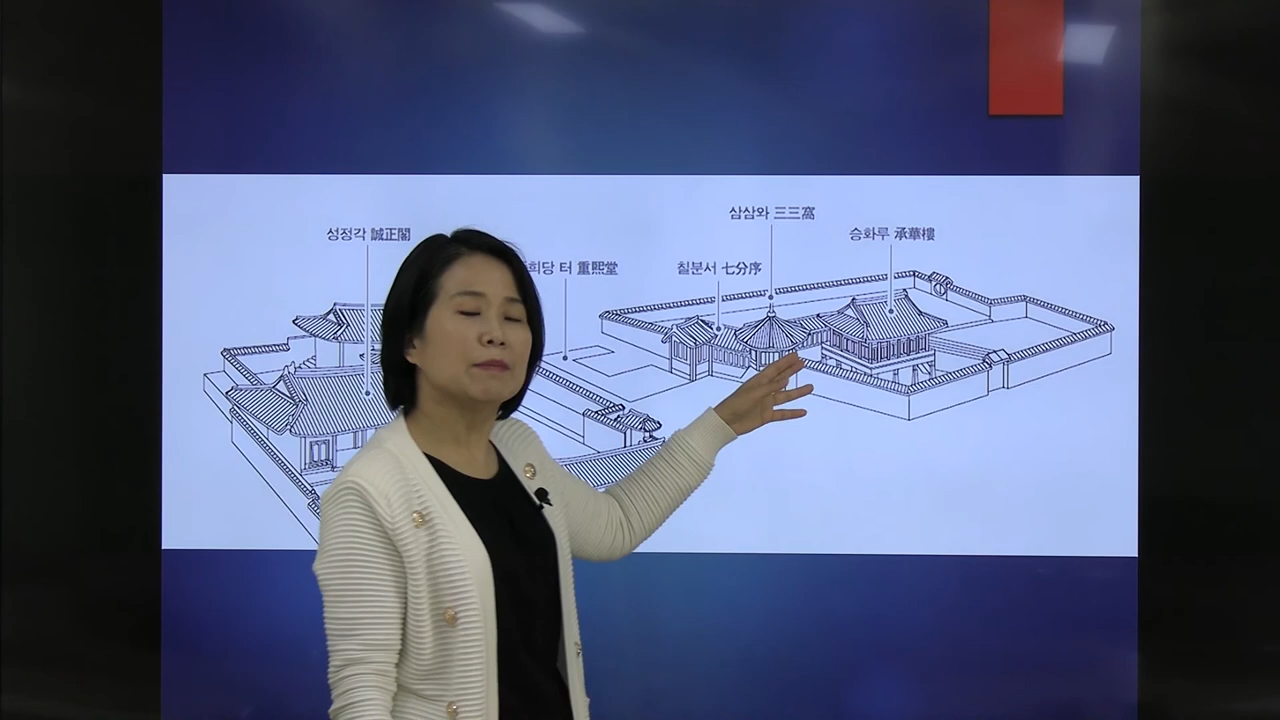 삼삼와 三三窩
성정각 誠正閣
승화루 承華樓
희당 터 重熙堂
칠분서 七分序